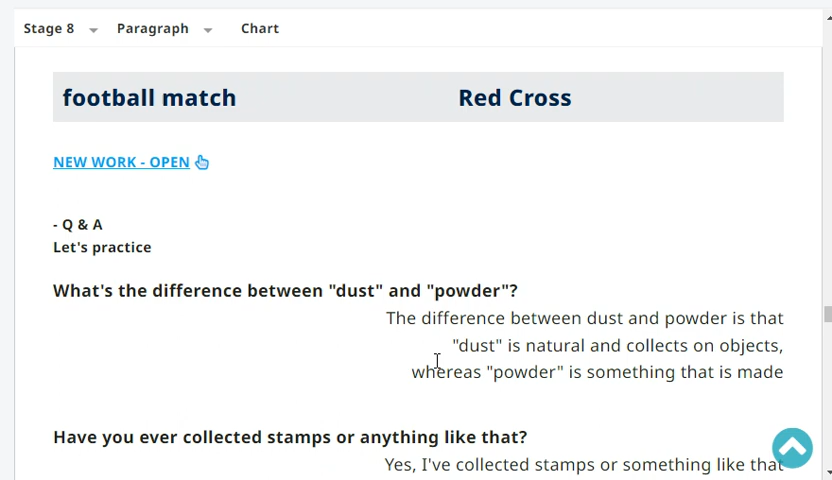 Stage 8 Paragraph Chart
football match Red Cross
NEW WORK - OPEN
- Q & A
Let's practice
What's the difference between "dust" and "powder"?
The difference between dust and powder is that
"dust" is natural and collects on objects,
whereas "powder" is something that is made
Have you ever collected stamps or anything like that?
Yes, I've collected stamps or something like that